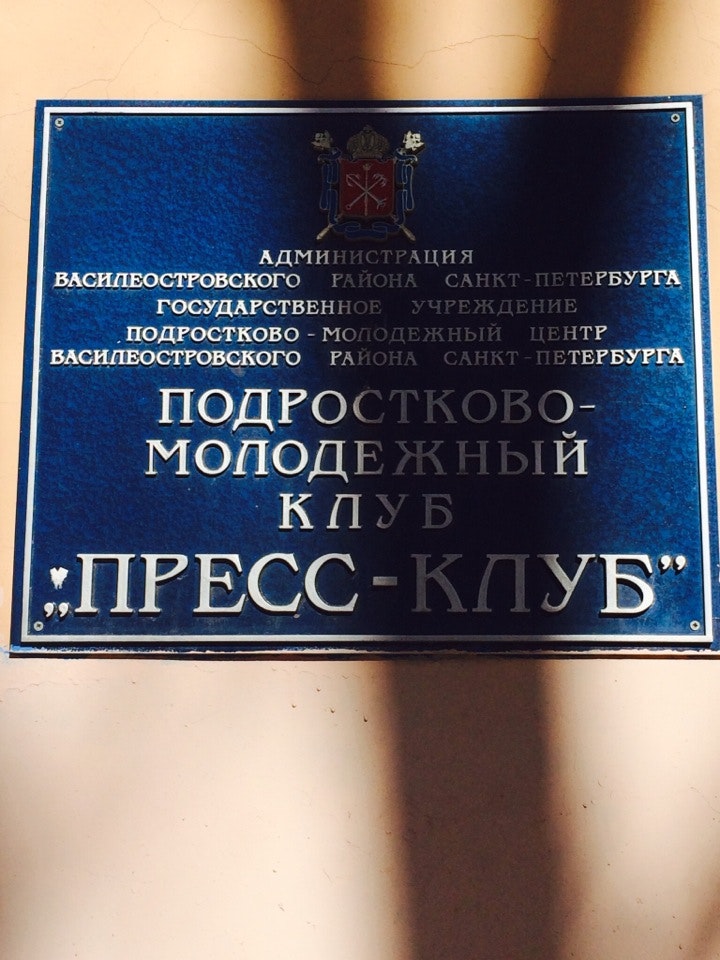 АДМИНИСТРАЦИЯ
ВАСИЛЕОСТРОВСКОГО РАЙОНА САНКТ-ПЕТЕРБУРГА
ГОСУДАРСТВЕННОЕ УЧРЕЖДЕНИЕ
ПОДРОСТКОВО-МОЛОДЕЖНЫЙ ЦЕНТР
ВАСИЛЕОСТРОВСКОГО РАЙОНА САНКТ-ПЕТЕРБУРГА
ПОДРОСТКОВО-
МОЛОДЕЖНЫЙ
КЛУБ
„ПРЕСС-КЛУБ”